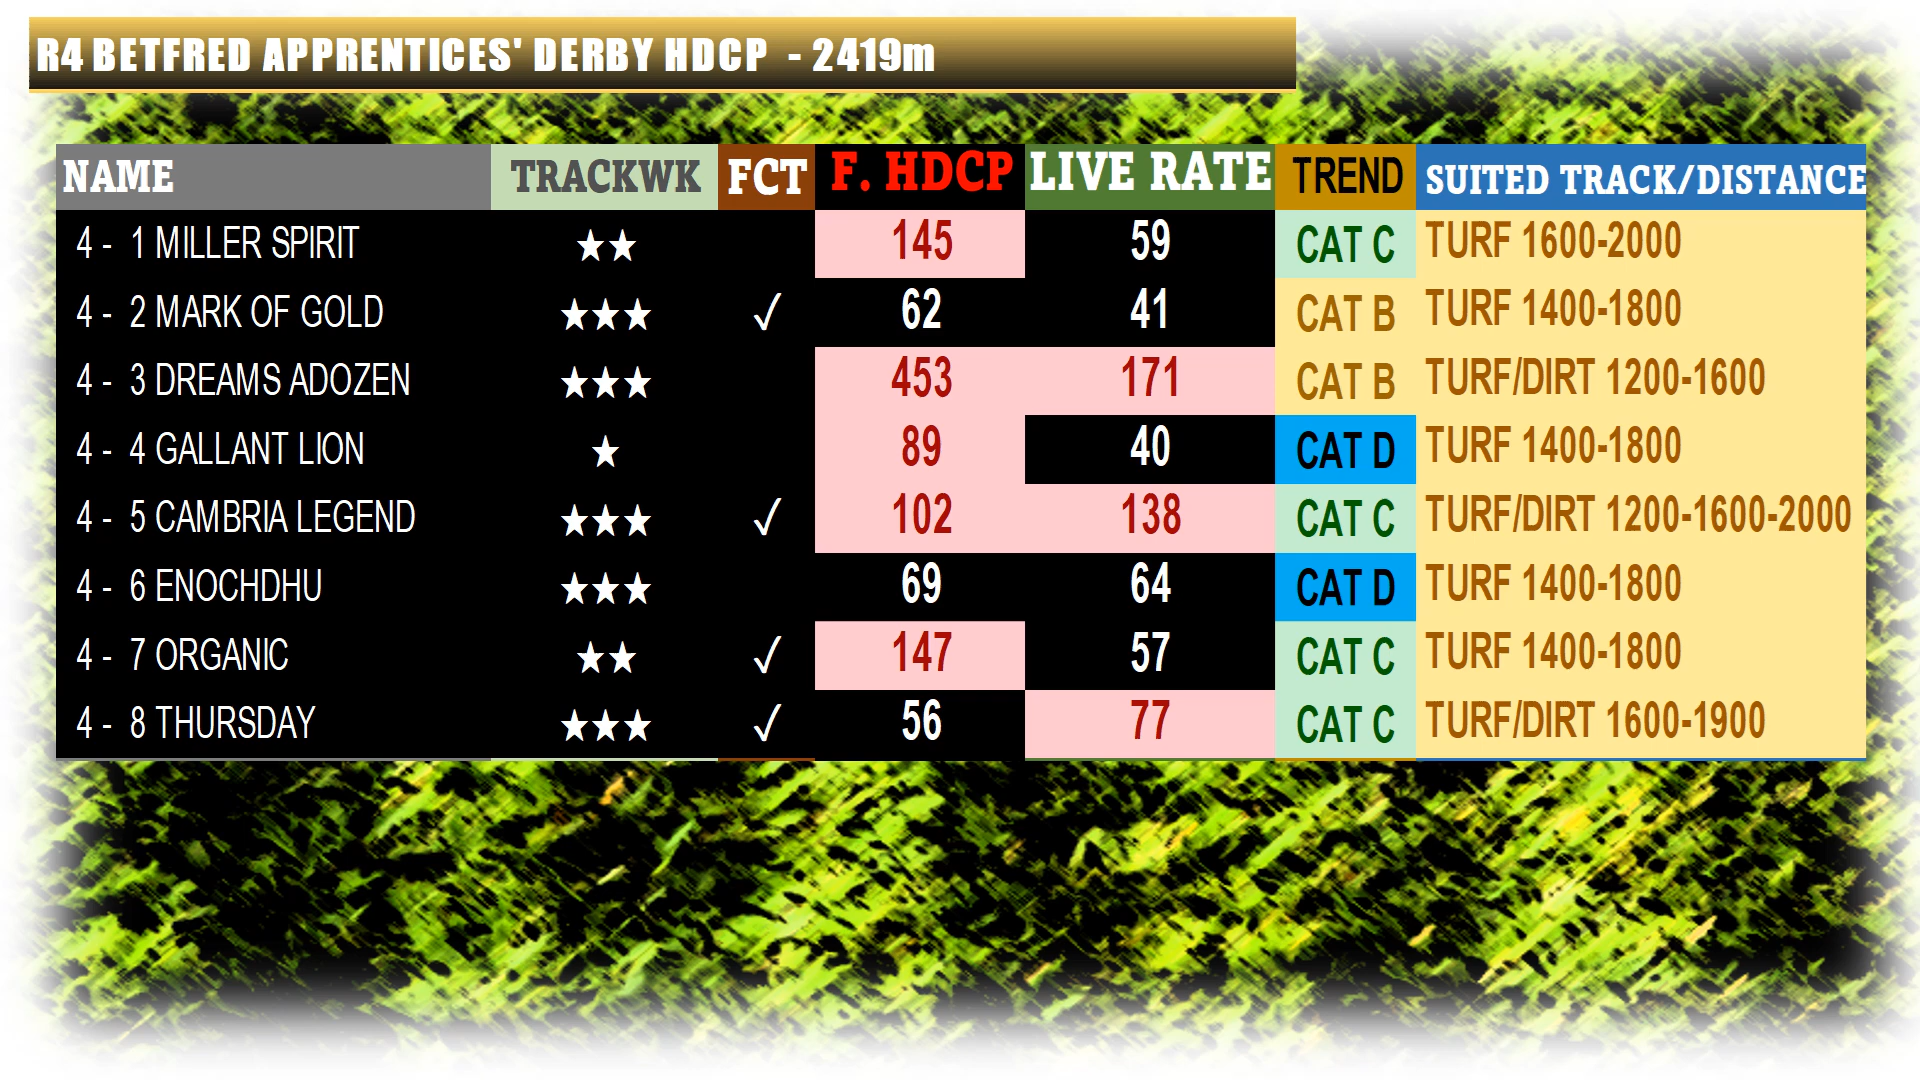 R4 BETFRED APPRENTICES' DERBY HDCP - 2419m
NAME TRACKWK FCT F. HDCP LIVE RATE TREND SUITED TRACK/DISTANCE
4 - 1 MILLER SPIRIT ★★ 145 59 CAT C TURF 1600-2000
4 - 2 MARK OF GOLD ★★★ ✓ 62 41 CAT B TURF 1400-1800
4 - 3 DREAMS ADOZEN ★★★ 453 171 CAT B TURF/DIRT 1200-1600
4 - 4 GALLANT LION ★ 89 40 CAT D TURF 1400-1800
4 - 5 CAMBRIA LEGEND ★★★ ✓ 102 138 CAT C TURF/DIRT 1200-1600-2000
4 - 6 ENOCHDHU ★★★ 69 64 CAT D TURF 1400-1800
4 - 7 ORGANIC ★★ ✓ 147 57 CAT C TURF 1400-1800
4 - 8 THURSDAY ★★★ ✓ 56 77 CAT C TURF/DIRT 1600-1900